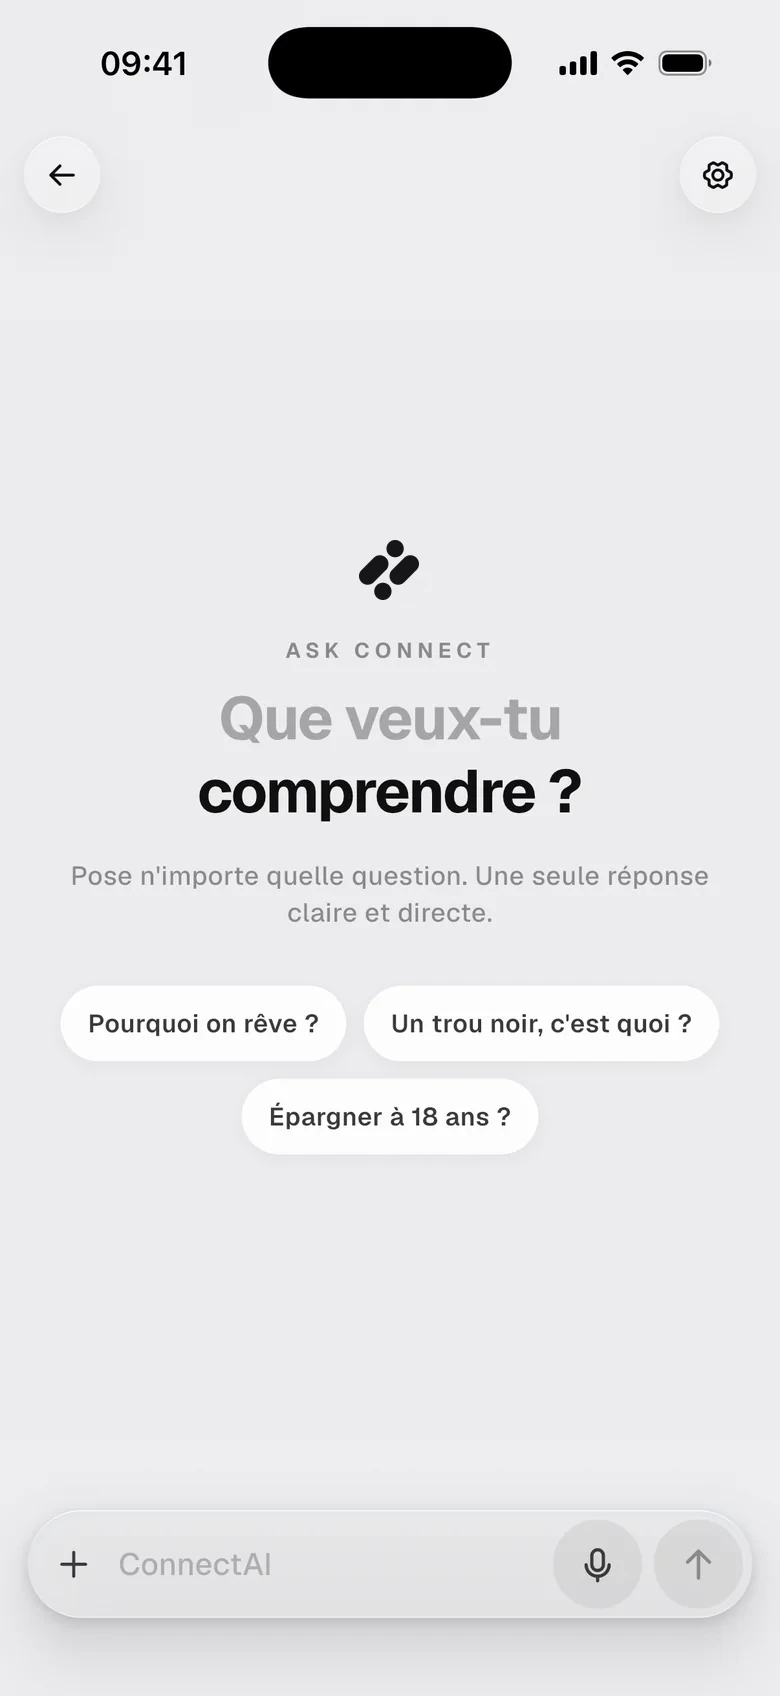 09:41
ASK CONNECT
Que veux-tu
comprendre ?
Pose n'importe quelle question. Une seule réponse
claire et directe.
Pourquoi on rêve ?
Un trou noir, c'est quoi ?
Épargner à 18 ans ?
ConnectAI